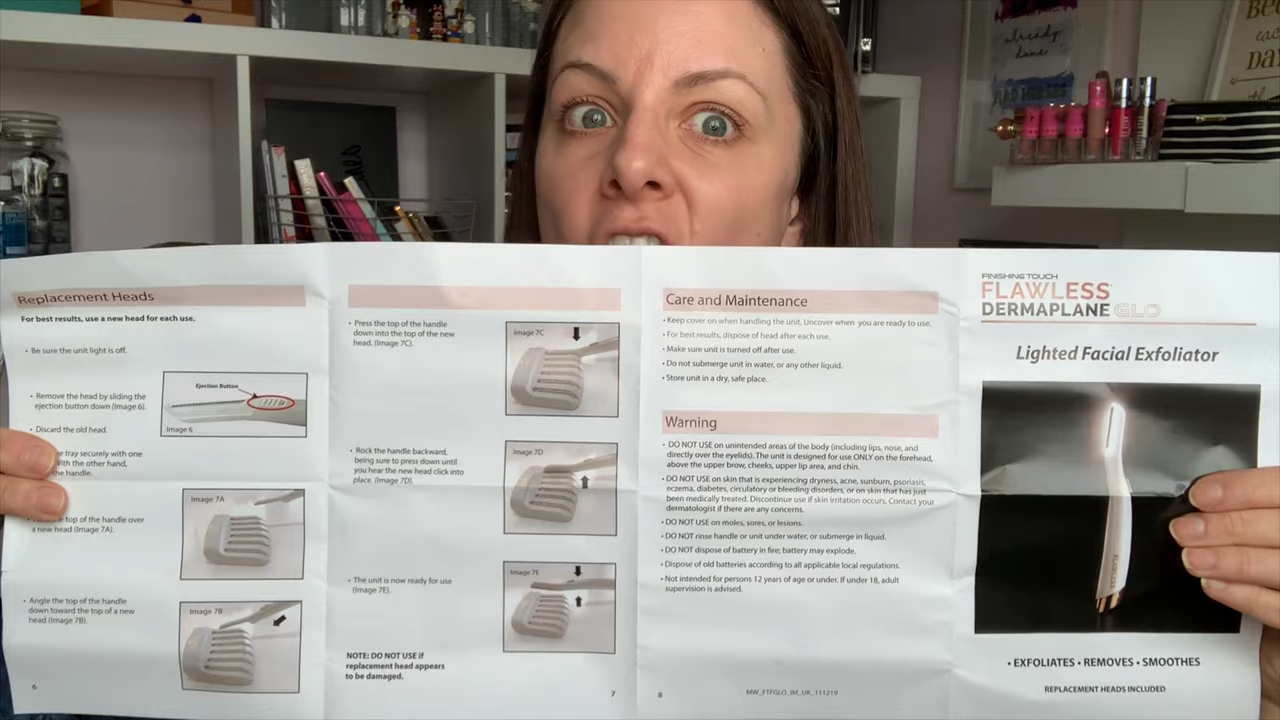 already
done
Replacement Heads
For best results, use a new head for each use.
• Be sure the unit light is off.
• Remove the head by sliding the
ejection button down (Image 6).
• Discard the old head.
Ejection Button
Image 6
tray securely with one
With the other hand,
the handle.
top of the handle over
a new head (Image 7A).
Image 7A
• Angle the top of the handle
down toward the top of a new
head (Image 7B).
Image 7B
6
• Press the top of the handle
down into the top of the new
head. (Image 7C).
Image 7C
• Rock the handle backward,
being sure to press down until
you hear the new head click into
place. (Image 7D).
Image 7D
• The unit is now ready for use
(Image 7E).
Image 7E
NOTE: DO NOT USE if
replacement head appears
to be damaged.
7
Care and Maintenance
• Keep cover on when handling the unit. Uncover when you are ready to use.
• For best results, dispose of head after each use.
• Make sure unit is turned off after use.
• Do not submerge unit in water, or any other liquid.
• Store unit in a dry, safe place.
Warning
• DO NOT USE on unintended areas of the body (including lips, nose, and
directly over the eyelids). The unit is designed for use ONLY on the forehead,
above the upper brow, cheeks, upper lip area, and chin.
• DO NOT USE on skin that is experiencing dryness, acne, sunburn, psoriasis,
eczema, diabetes, circulatory or bleeding disorders, or on skin that has just
been medically treated. Discontinue use if skin irritation occurs. Contact your
dermatologist if there are any concerns.
• DO NOT USE on moles, sores, or lesions.
• DO NOT rinse handle or unit under water, or submerge in liquid.
• DO NOT dispose of battery in fire; battery may explode.
• Dispose of old batteries according to all applicable local regulations.
• Not intended for persons 12 years of age or under. If under 18, adult
supervision is advised.
8
MW_FTFGLO_IM_UK_111219
FINISHING TOUCH
FLAWLESS
DERMAPLANE GLO
Lighted Facial Exfoliator
FLAWLESS
• EXFOLIATES • REMOVES • SMOOTHES
REPLACEMENT HEADS INCLUDED